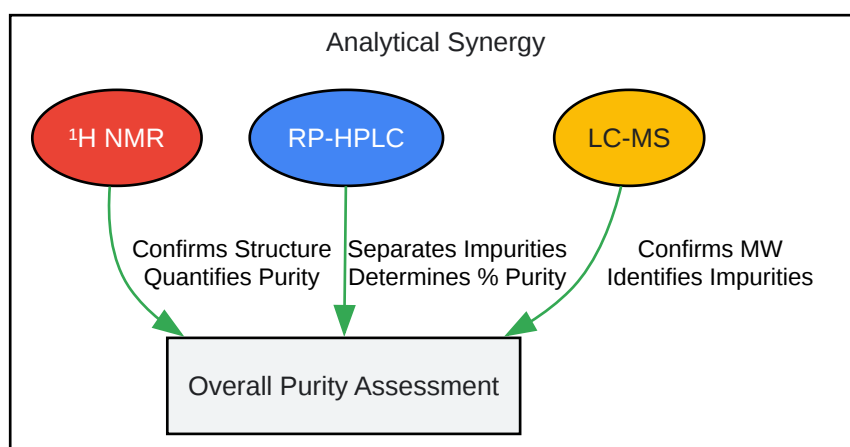 Analytical Synergy
¹H NMR
RP-HPLC
LC-MS
Confirms Structure
Quantifies Purity
Separates Impurities
Determines % Purity
Confirms MW
Identifies Impurities
Overall Purity Assessment